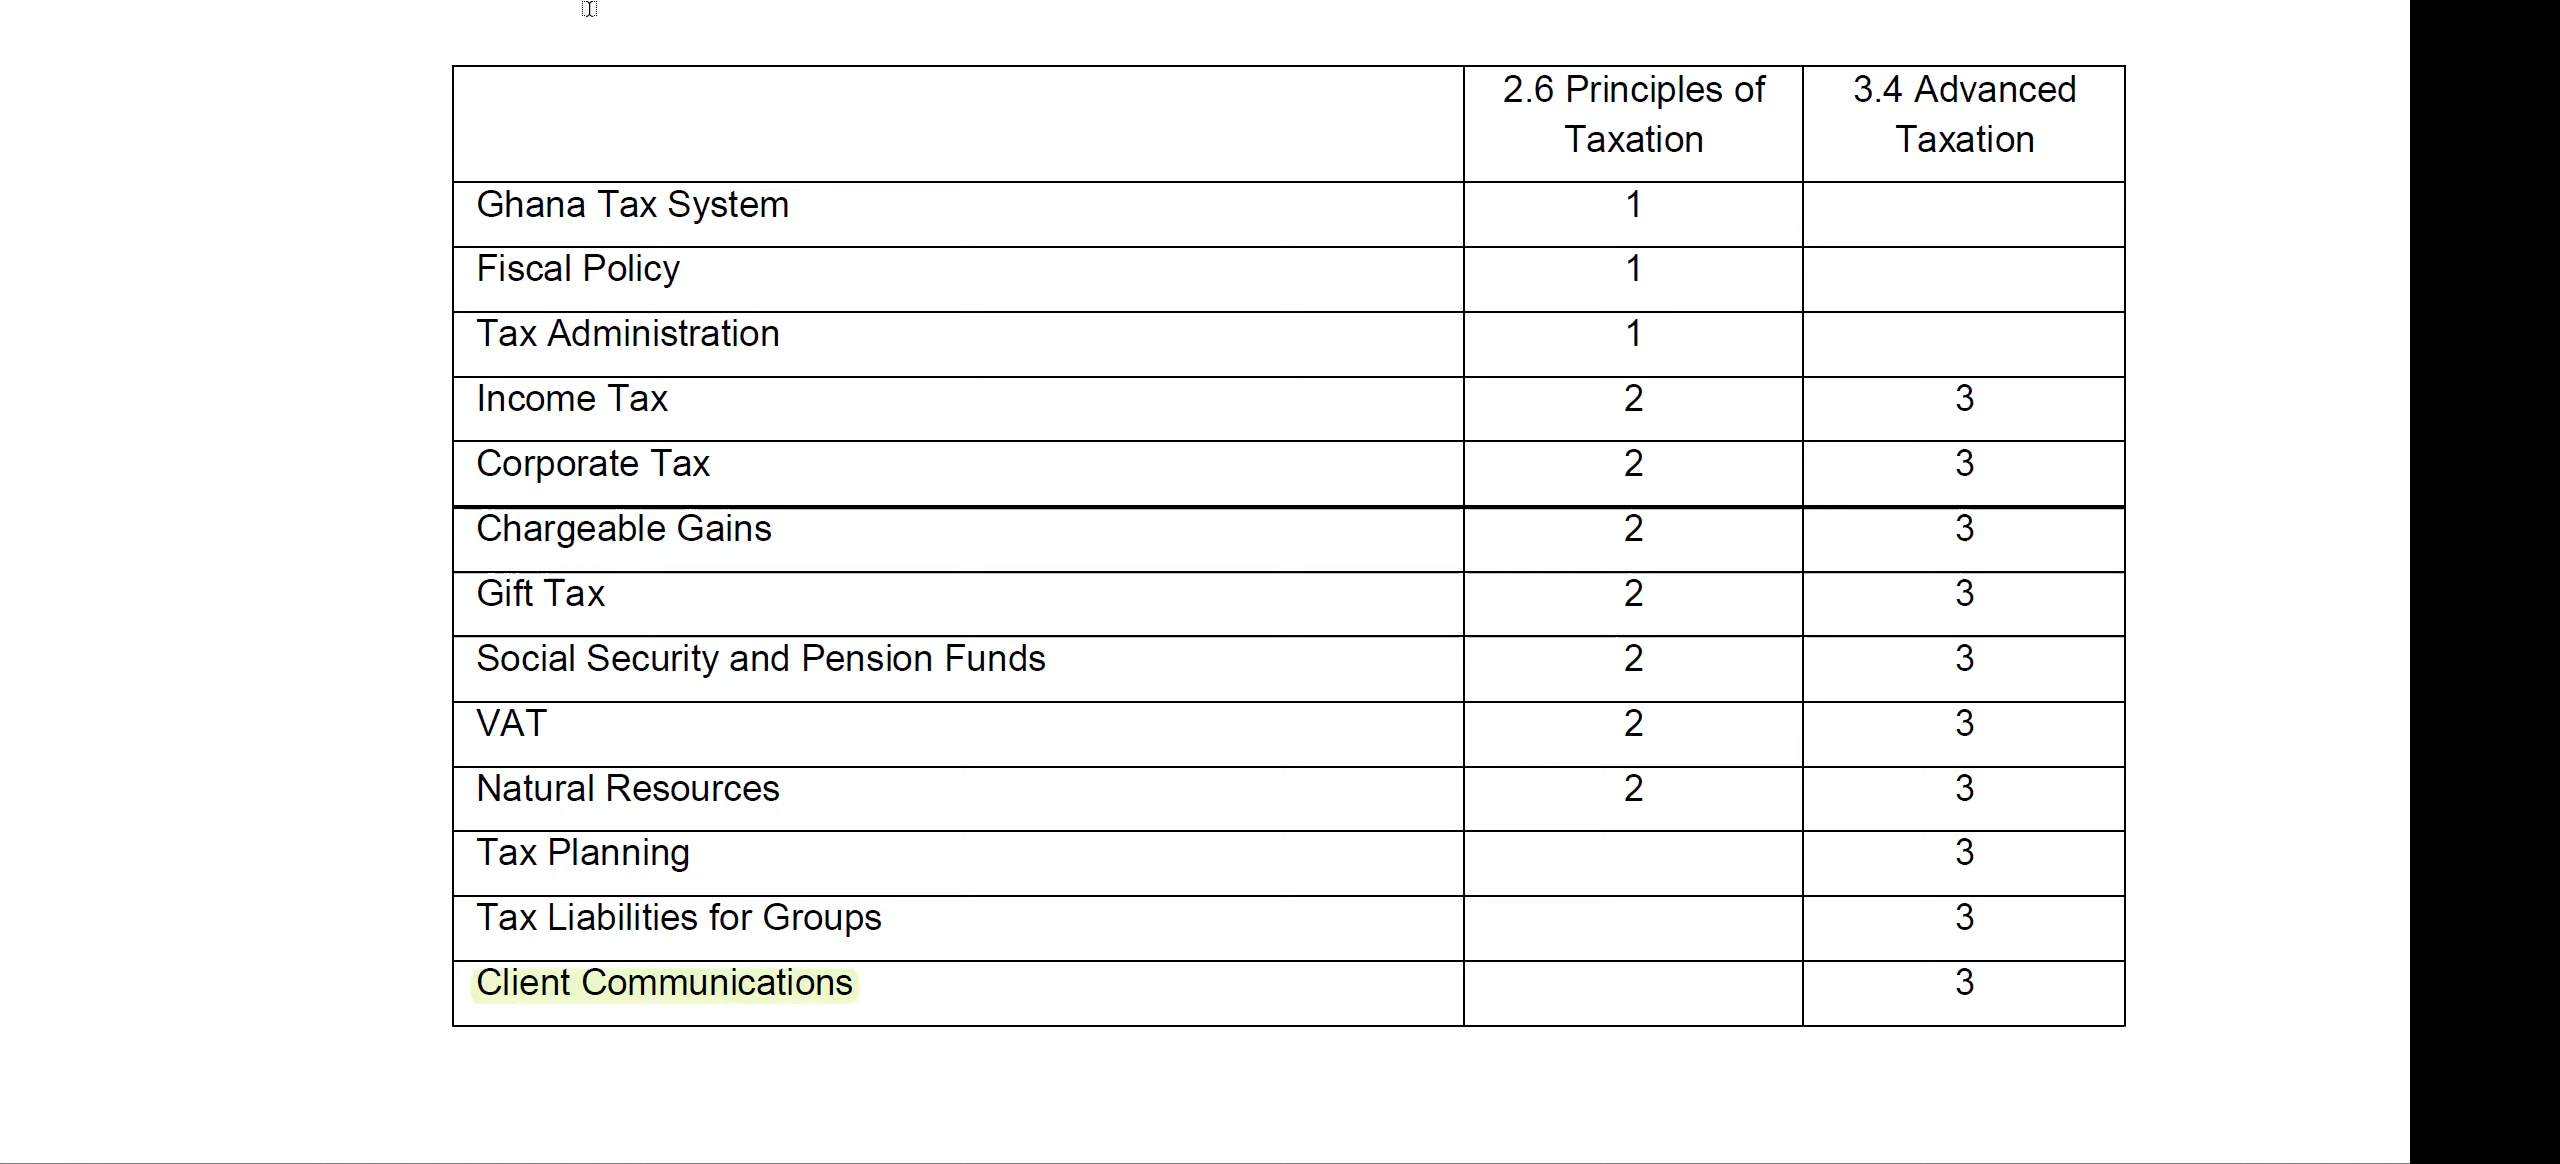 2.6 Principles of Taxation 3.4 Advanced Taxation
Ghana Tax System 1
Fiscal Policy 1
Tax Administration 1
Income Tax 2 3
Corporate Tax 2 3
Chargeable Gains 2 3
Gift Tax 2 3
Social Security and Pension Funds 2 3
VAT 2 3
Natural Resources 2 3
Tax Planning 3
Tax Liabilities for Groups 3
Client Communications 3